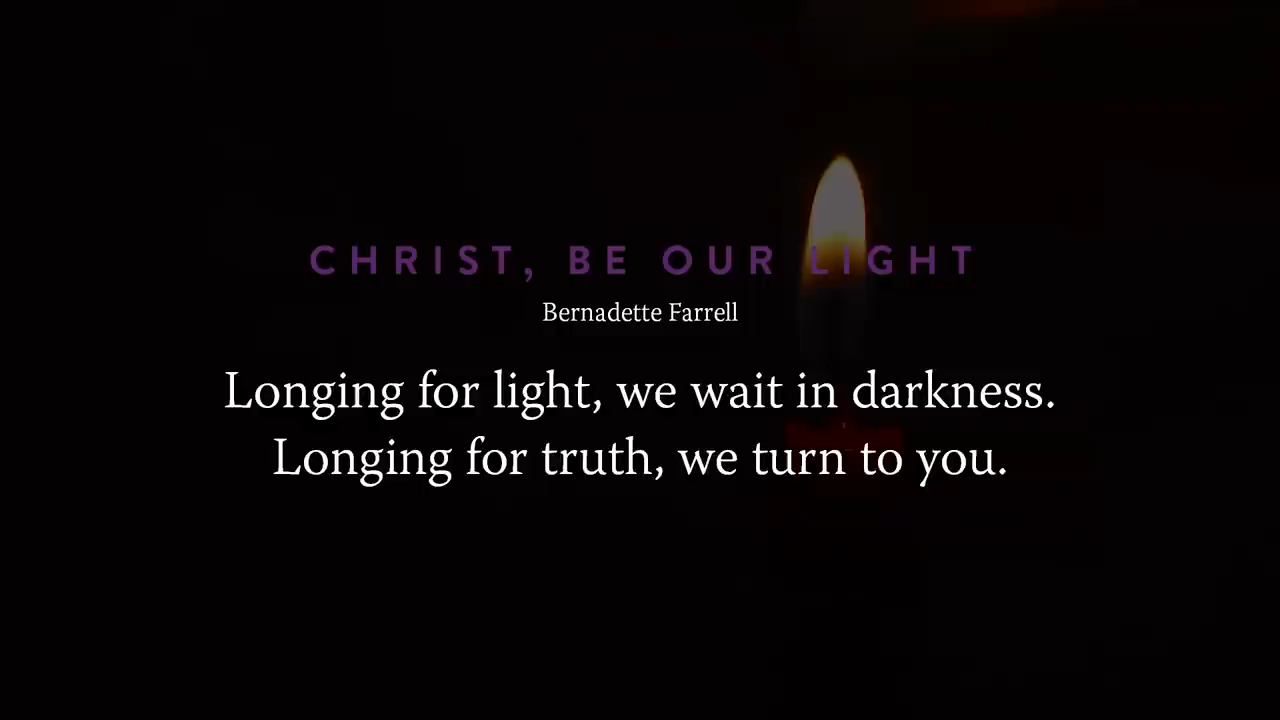 CHRIST, BE OUR LIGHT
Bernadette Farrell
Longing for light, we wait in darkness.
Longing for truth, we turn to you.